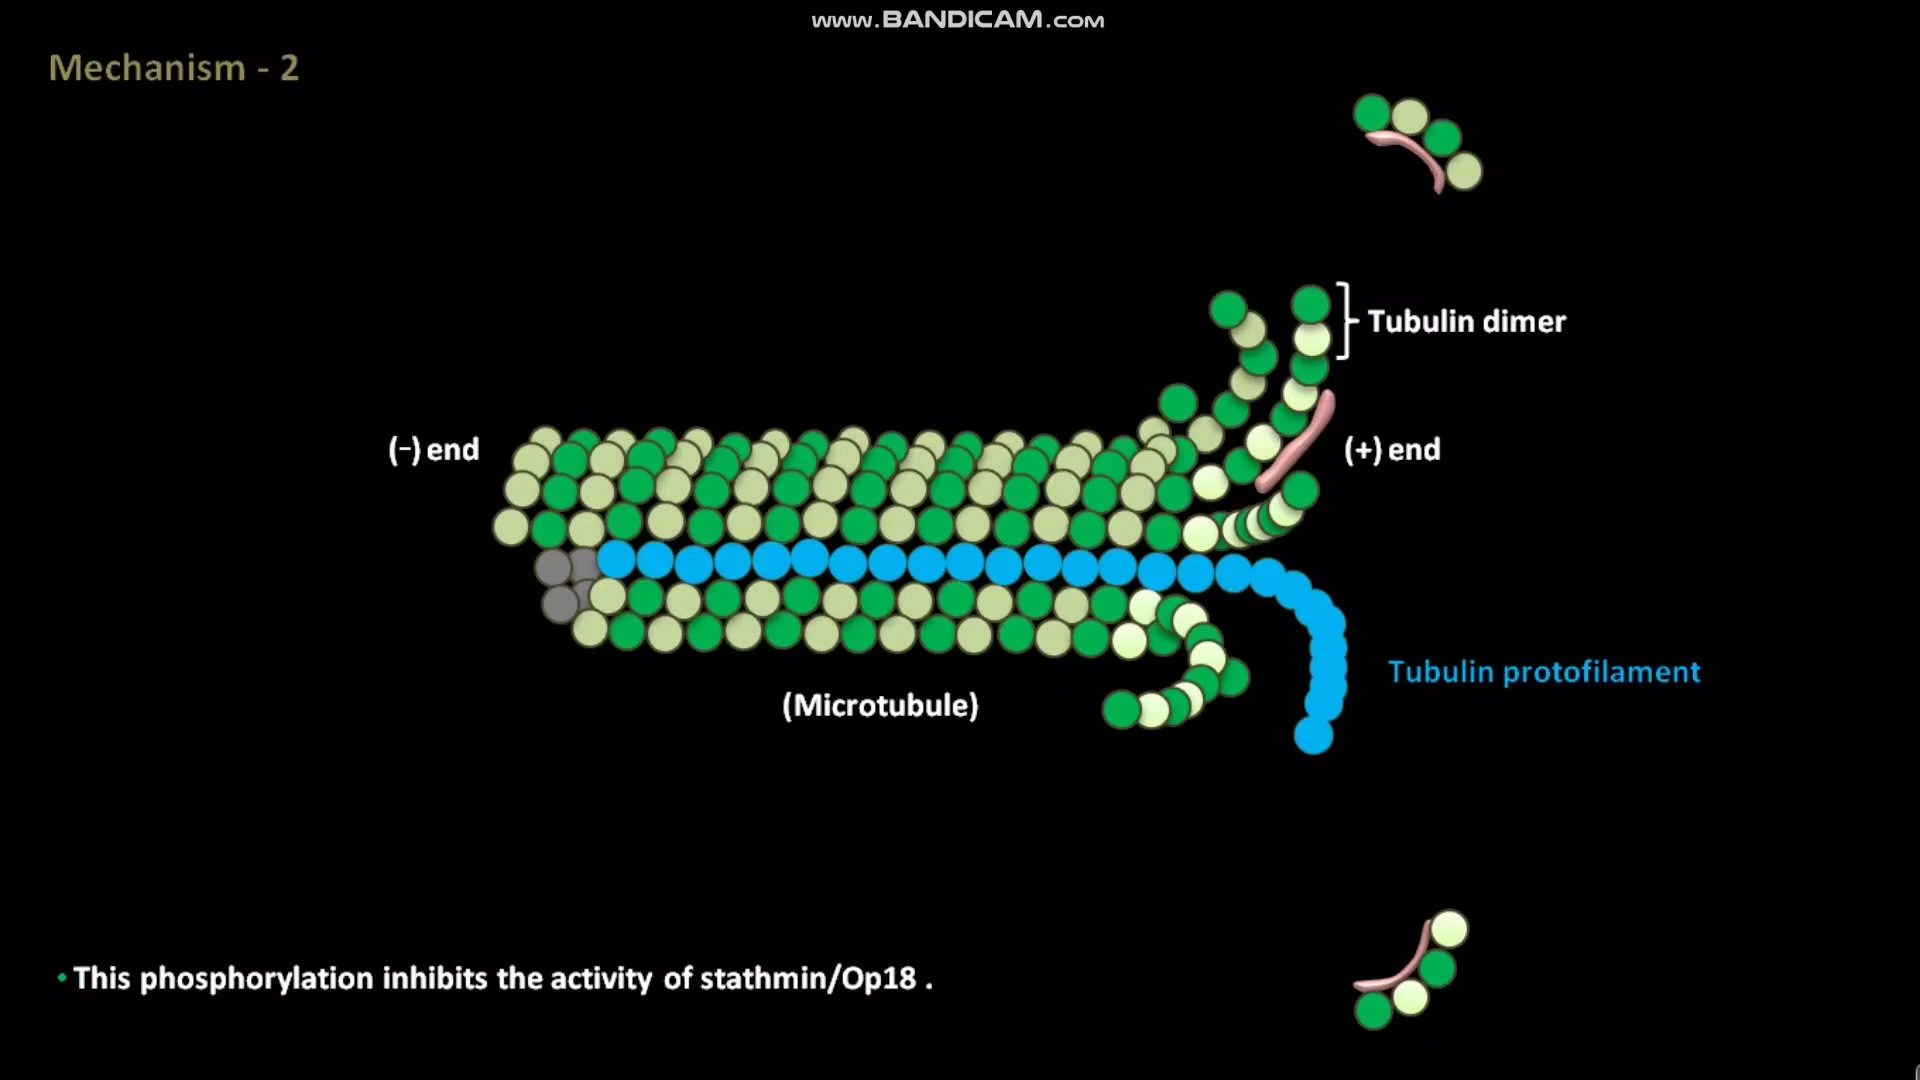 www.BANDICAM.com
Mechanism - 2
Tubulin dimer
(−) end
(+) end
Tubulin protofilament
(Microtubule)
• This phosphorylation inhibits the activity of stathmin/Op18 .